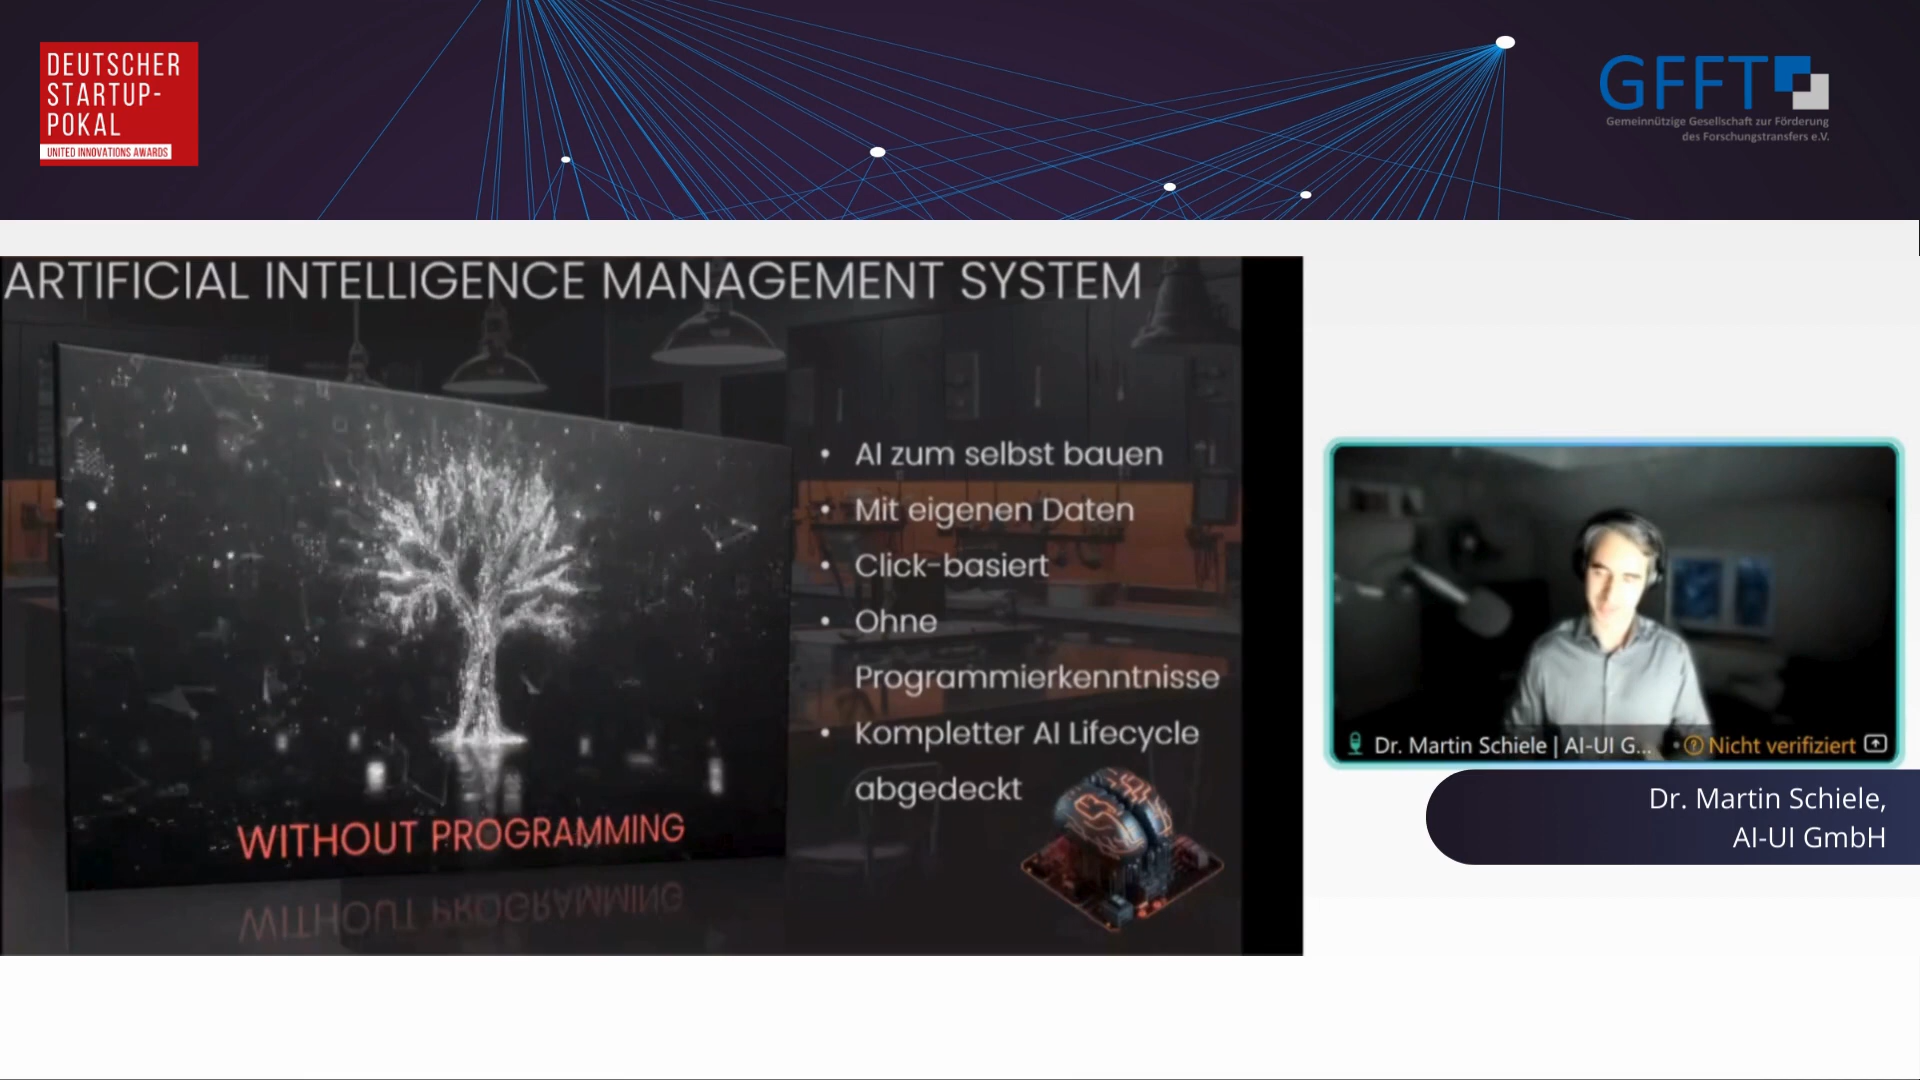 DEUTSCHER
STARTUP-
POKAL
UNITED INNOVATIONS AWARDS
GFFT
Gemeinnützige Gesellschaft zur Förderung
des Forschungstransfers e.V.
ARTIFICIAL INTELLIGENCE MANAGEMENT SYSTEM
• AI zum selbst bauen
• Mit eigenen Daten
• Click-basiert
• Ohne
Programmierkenntnisse
• Kompletter AI Lifecycle
abgedeckt
WITHOUT PROGRAMMING
WITHOUT PROGRAMMING
Dr. Martin Schiele | AI-UI G... • Nicht verifiziert
Dr. Martin Schiele,
AI-UI GmbH